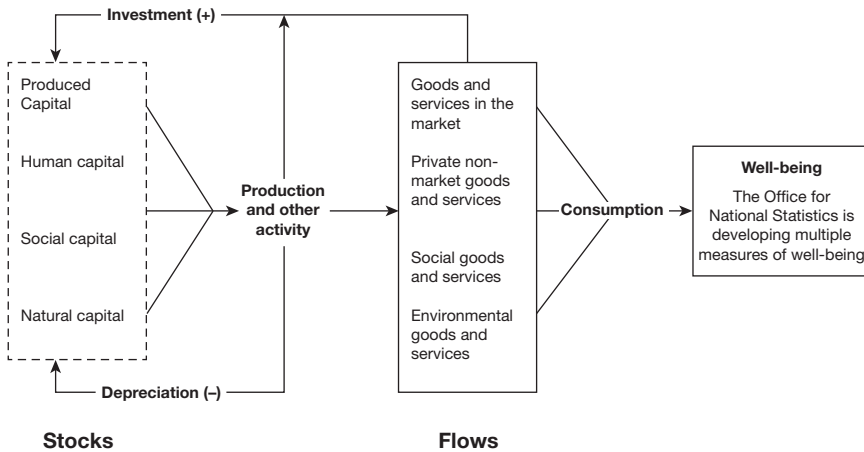 Investment (+)
Produced
Capital
Human capital
Social capital
Natural capital
Depreciation (–)
Stocks
Production
and other
activity
Goods and
services in the
market
Private non-
market goods
and services
Social goods
and services
Environmental
goods and
services
Flows
Consumption
Well-being
The Office for
National Statistics is
developing multiple
measures of well-being